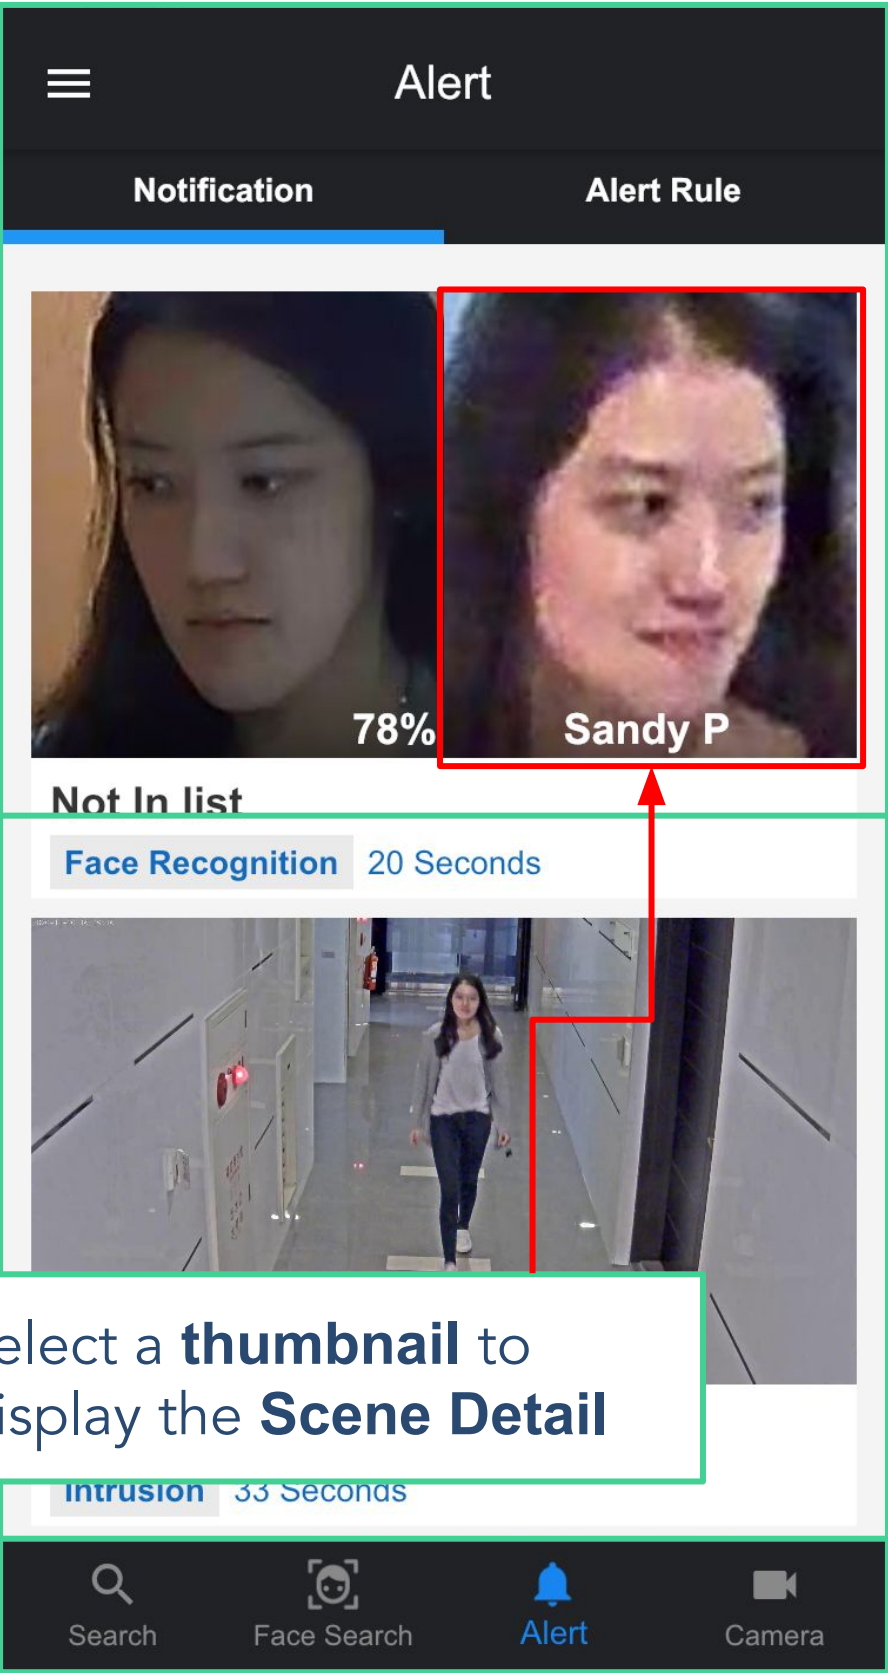 Alert
Notification
Alert Rule
78%
Sandy P
Not In list
Face Recognition
20 Seconds
elect a thumbnail to
isplay the Scene Detail
Intrusion
33 Seconds
Search
Face Search
Alert
Camera